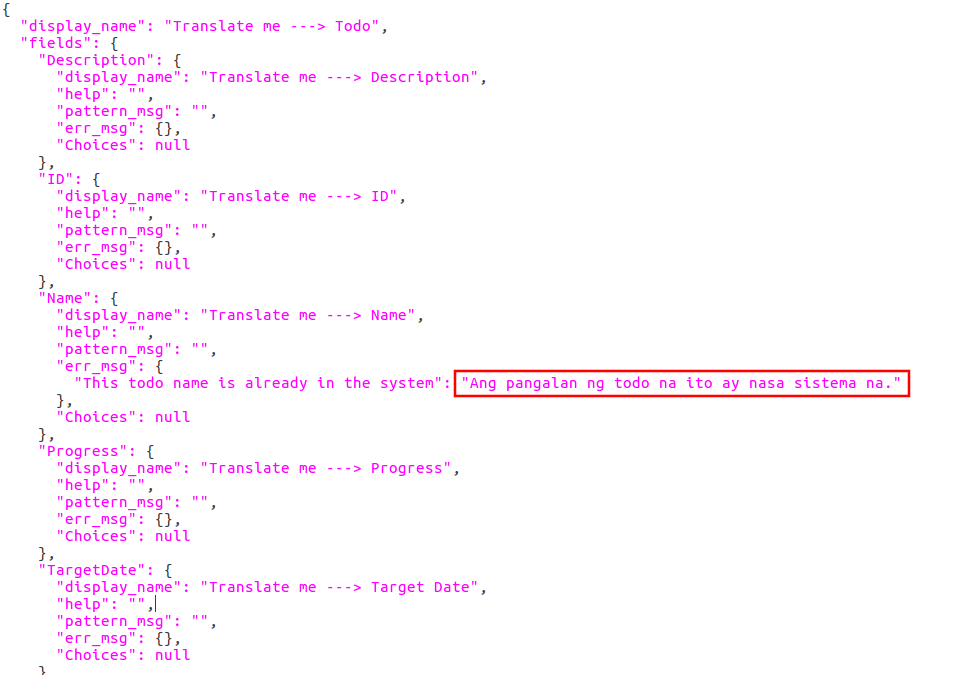 {
  "display_name": "Translate me ---> Todo",
  "fields": {
    "Description": {
      "display_name": "Translate me ---> Description",
      "help": "",
      "pattern_msg": "",
      "err_msg": {},
      "Choices": null
    },
    "ID": {
      "display_name": "Translate me ---> ID",
      "help": "",
      "pattern_msg": "",
      "err_msg": {},
      "Choices": null
    },
    "Name": {
      "display_name": "Translate me ---> Name",
      "help": "",
      "pattern_msg": "",
      "err_msg": {
        "This todo name is already in the system": "Ang pangalan ng todo na ito ay nasa sistema na."
      },
      "Choices": null
    },
    "Progress": {
      "display_name": "Translate me ---> Progress",
      "help": "",
      "pattern_msg": "",
      "err_msg": {},
      "Choices": null
    },
    "TargetDate": {
      "display_name": "Translate me ---> Target Date",
      "help": "",
      "pattern_msg": "",
      "err_msg": {},
      "Choices": null
    }